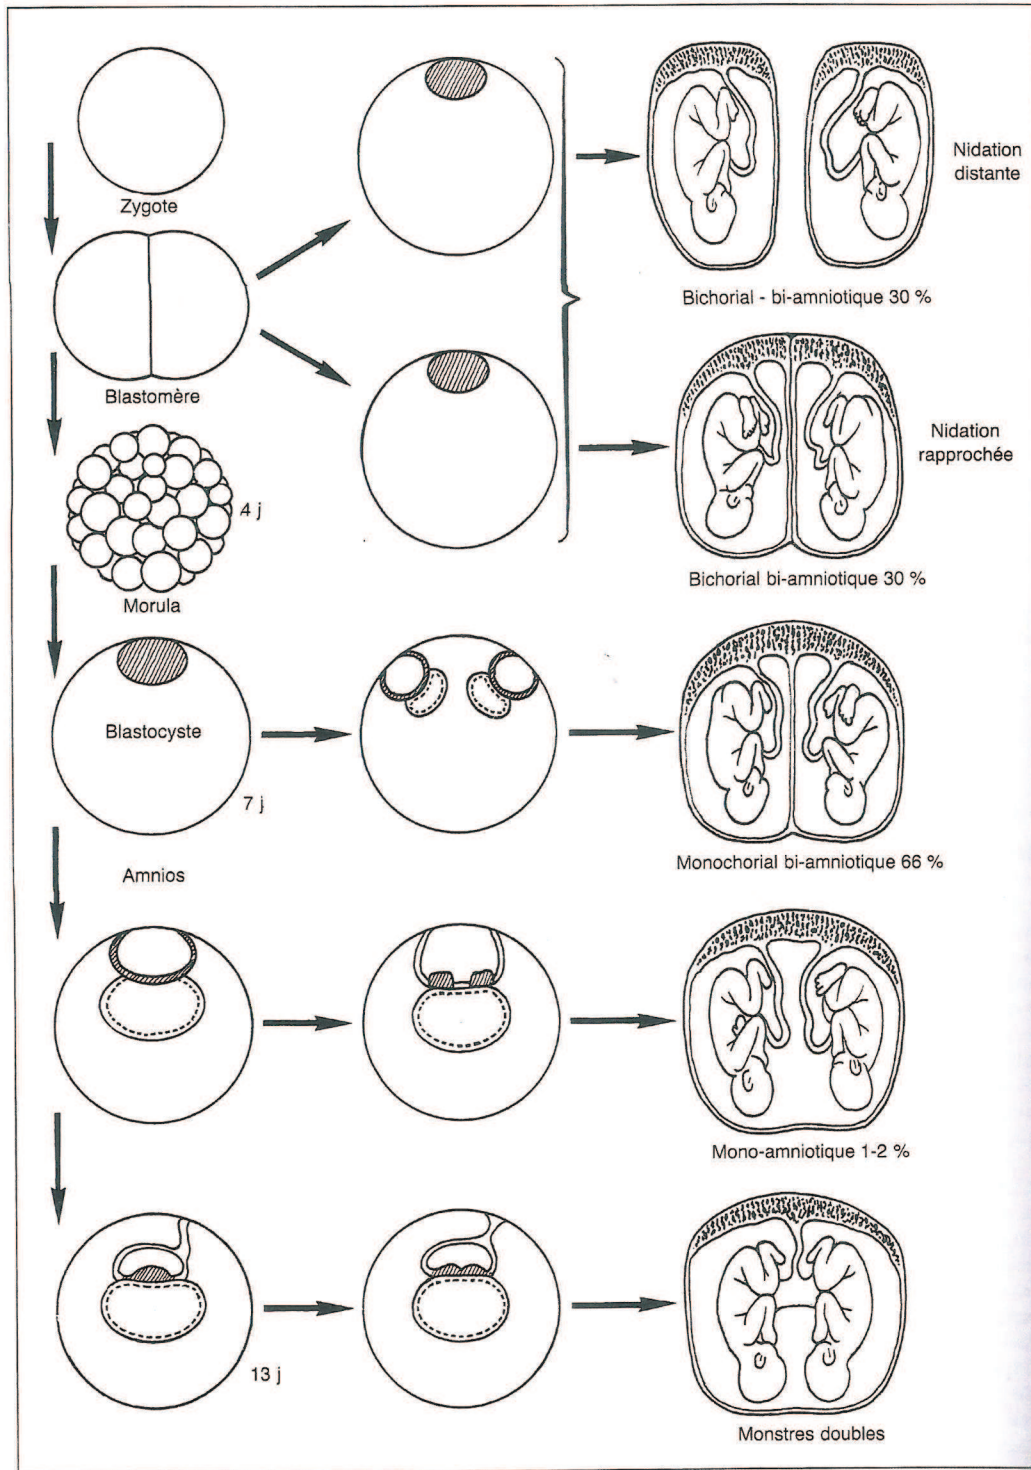 Zygote
Nidation
distante
Bichorial - bi-amniotique 30 %
Blastomère
Nidation
rapprochée
4 j
Bichorial bi-amniotique 30 %
Morula
Blastocyste
7 j
Monochorial bi-amniotique 66 %
Amnios
Mono-amniotique 1-2 %
13 j
Monstres doubles